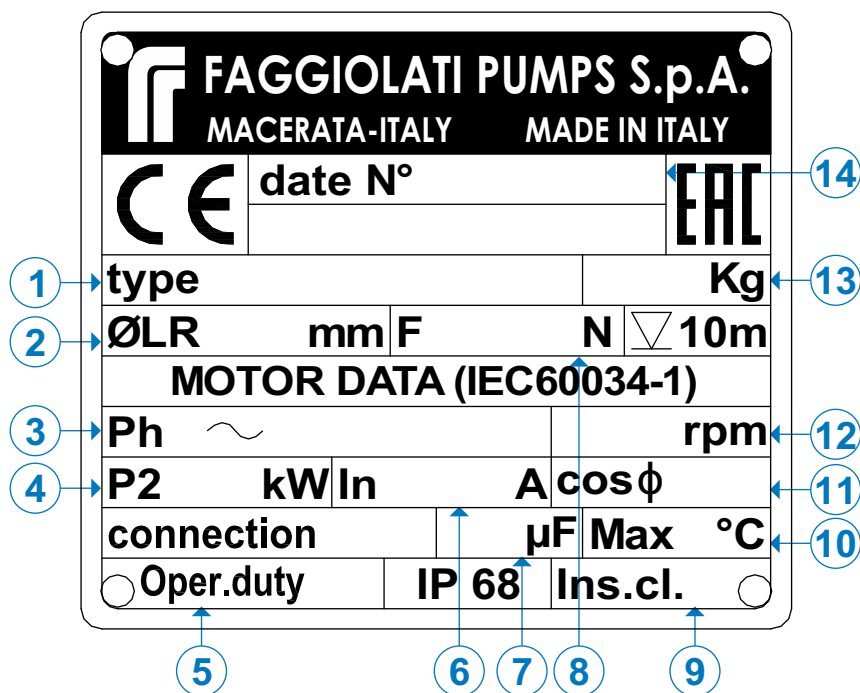 FAGGIOLATI PUMPS S.p.A.
MACERATA-ITALY MADE IN ITALY
CE date N° EAC 14
1 type Kg 13
2 ØLR mm F N 10m
MOTOR DATA (IEC60034-1)
3 Ph ~ rpm 12
4 P2 kW In A cosϕ 11
connection µF Max °C 10
Oper.duty IP 68 Ins.cl.
5 6 7 8 9